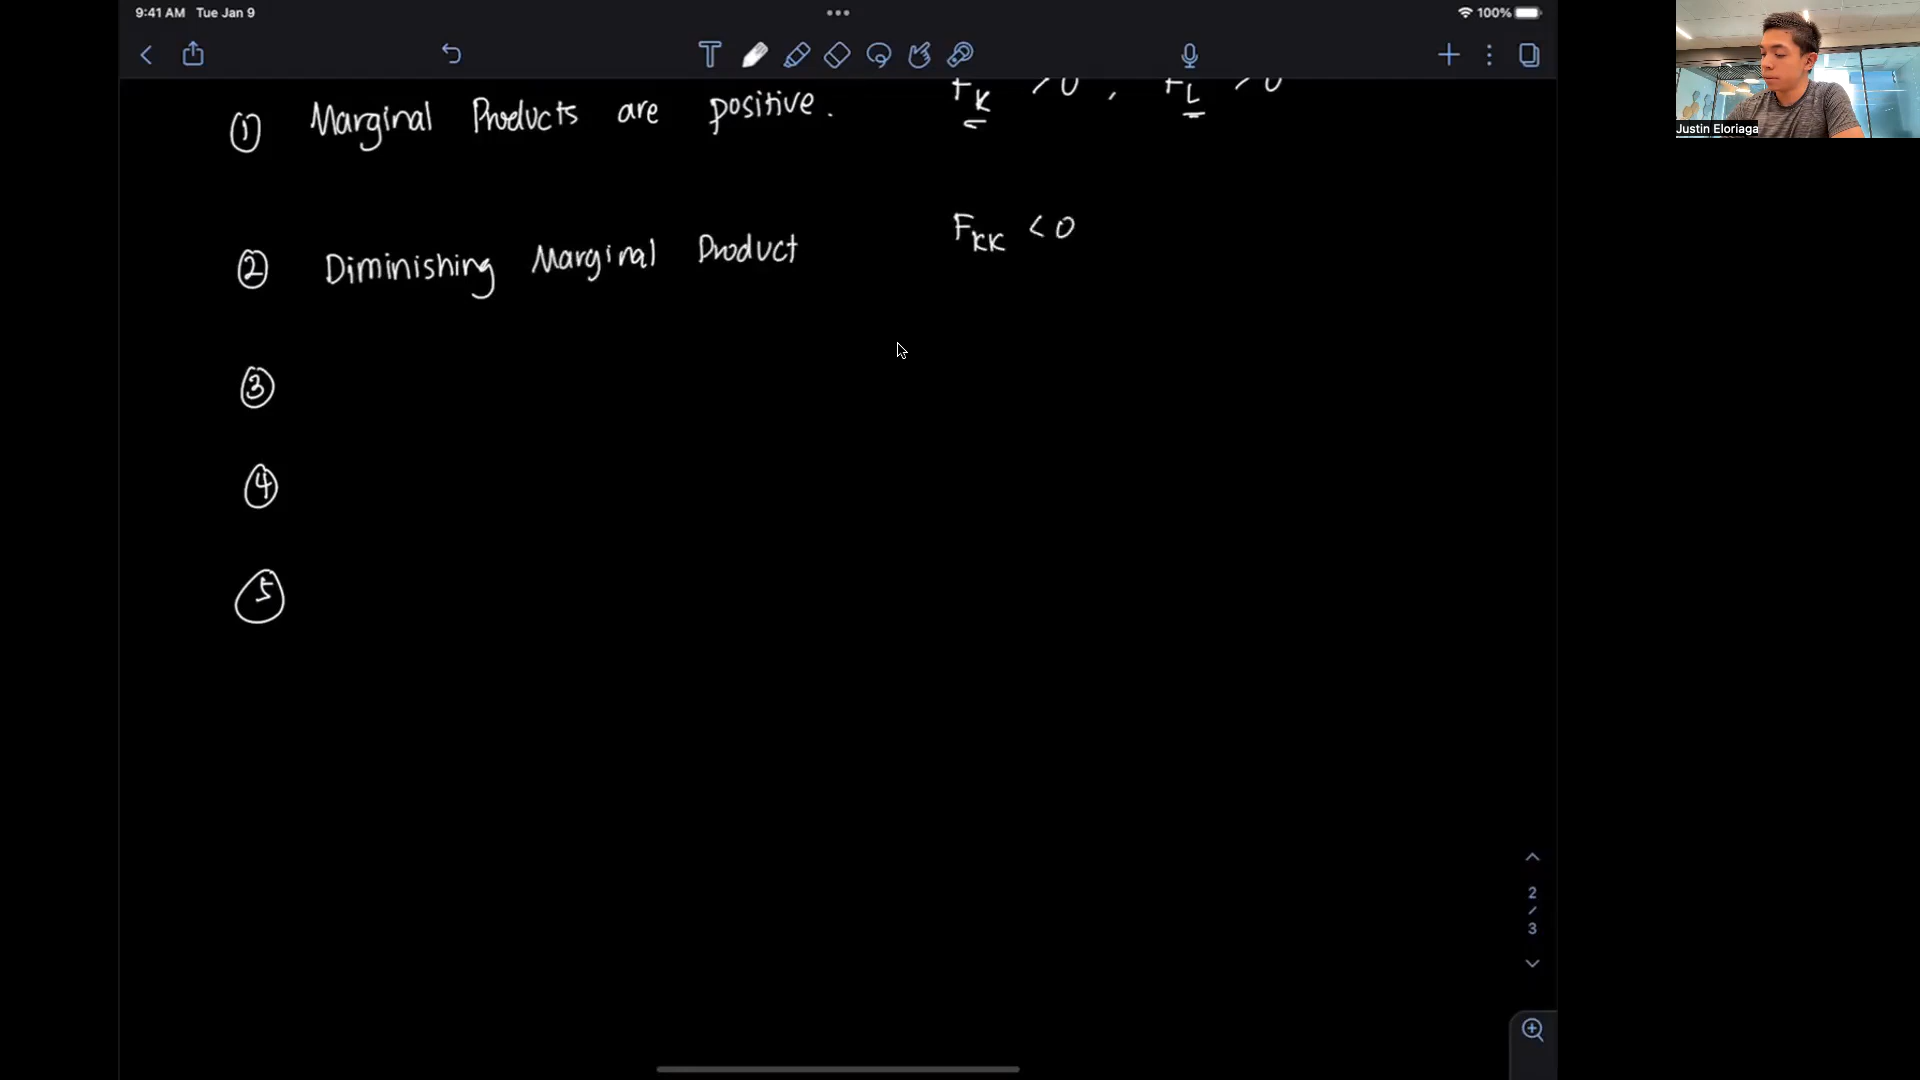 9:41 AM Tue Jan 9
100%
Justin Eloriaga
① Marginal Products are positive. F_K > 0 , F_L > 0
② Diminishing Marginal Product F_KK < 0
③
④
⑤
2
/
3